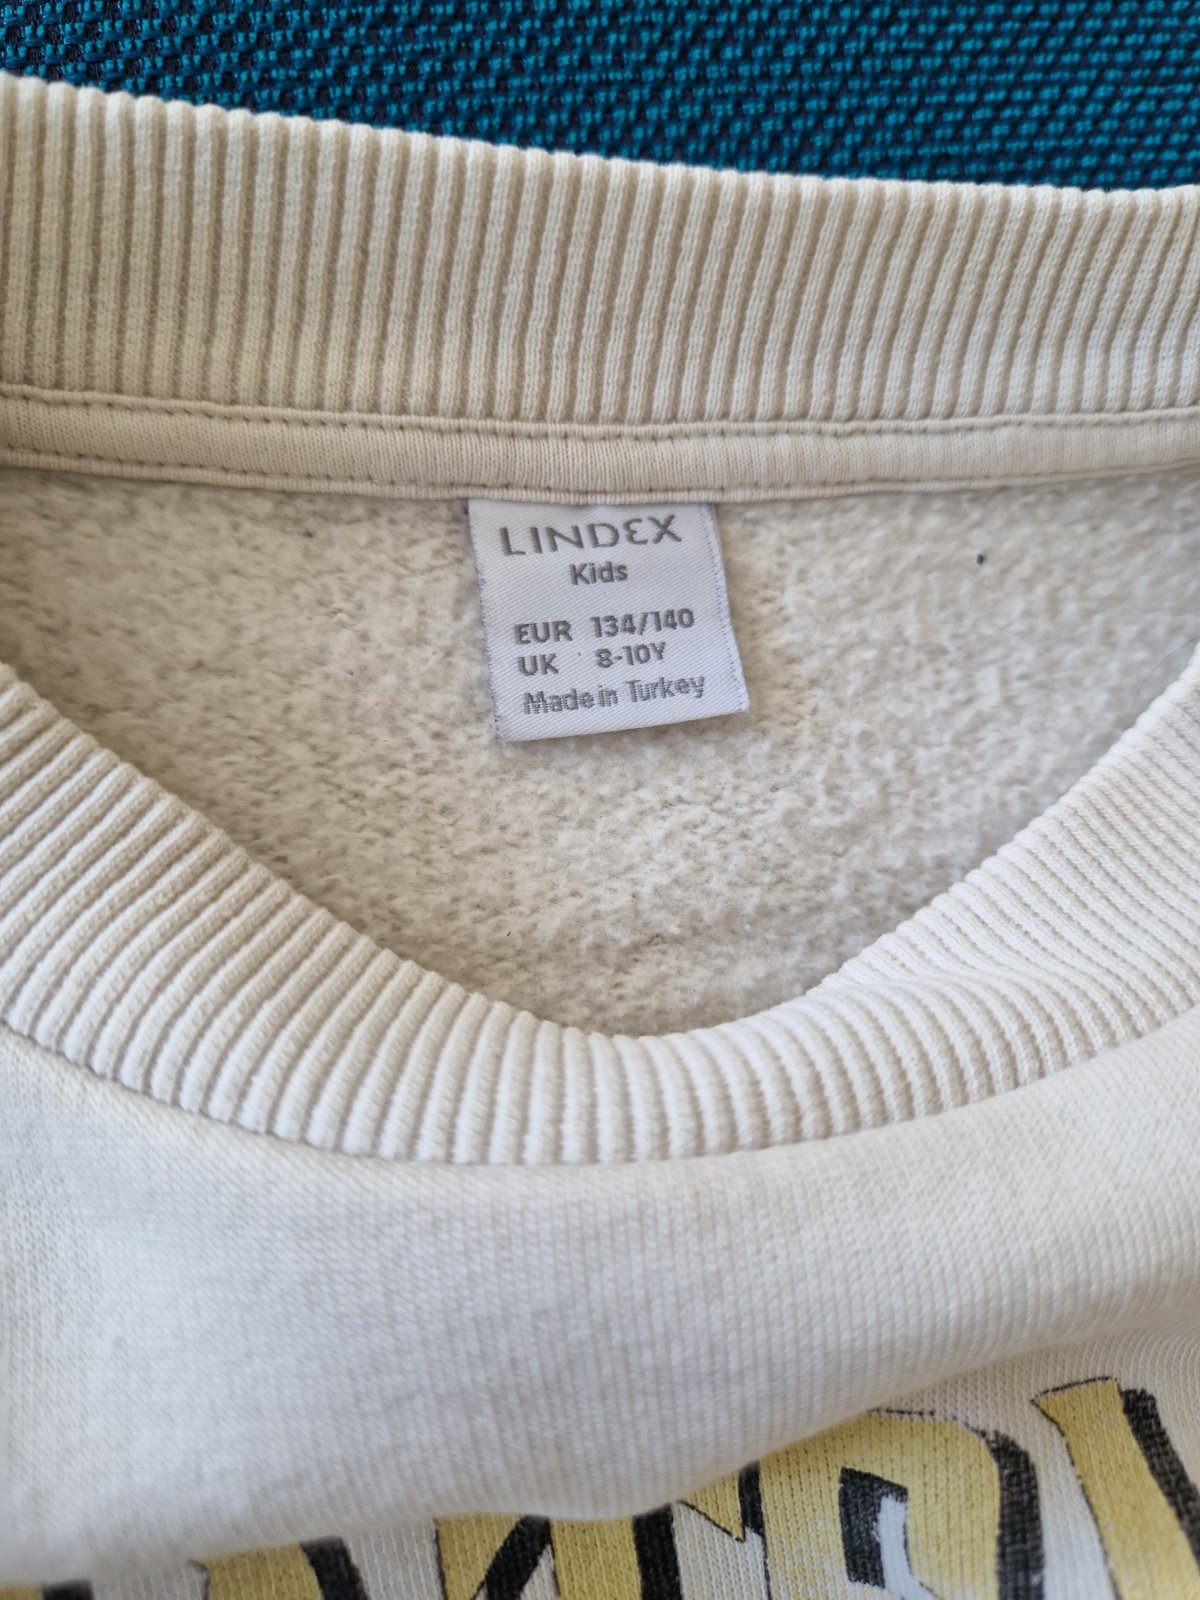 LINDEX
Kids
EUR 134/140
UK 8-10Y
Made in Turkey